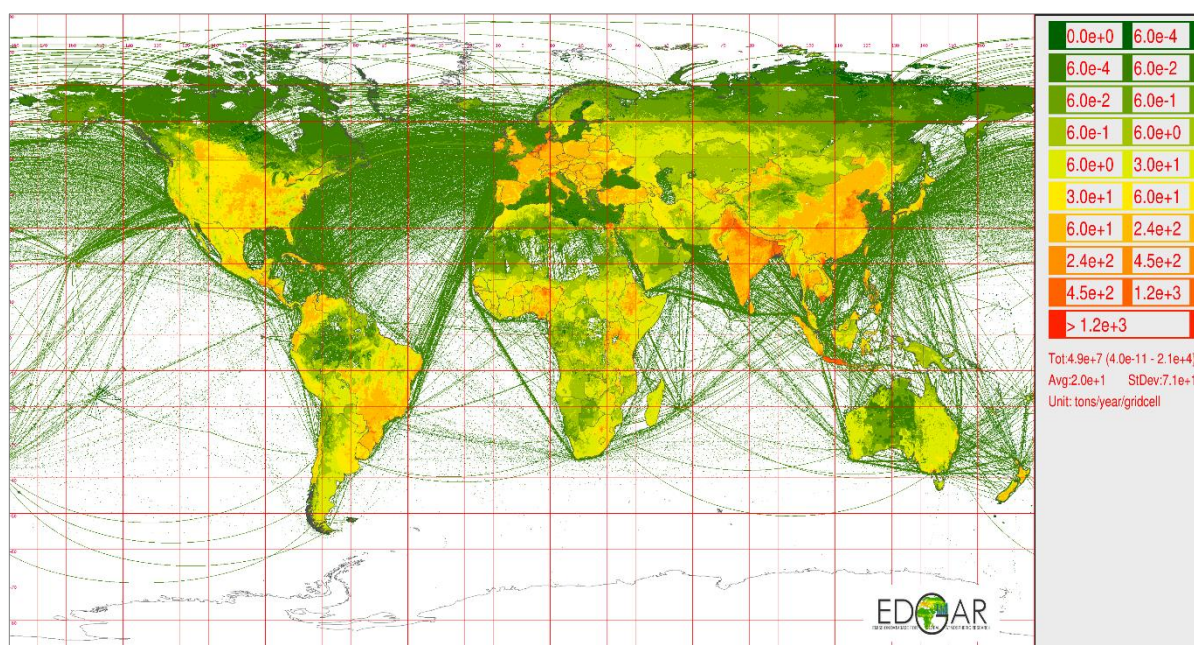 0.0e+0 6.0e-4
6.0e-4 6.0e-2
6.0e-2 6.0e-1
6.0e-1 6.0e+0
6.0e+0 3.0e+1
3.0e+1 6.0e+1
6.0e+1 2.4e+2
2.4e+2 4.5e+2
4.5e+2 1.2e+3
> 1.2e+3
Tot:4.9e+7 (4.0e-11 - 2.1e+4)
Avg:2.0e+1 StDev:7.1e+1
Unit: tons/year/gridcell
EDGAR